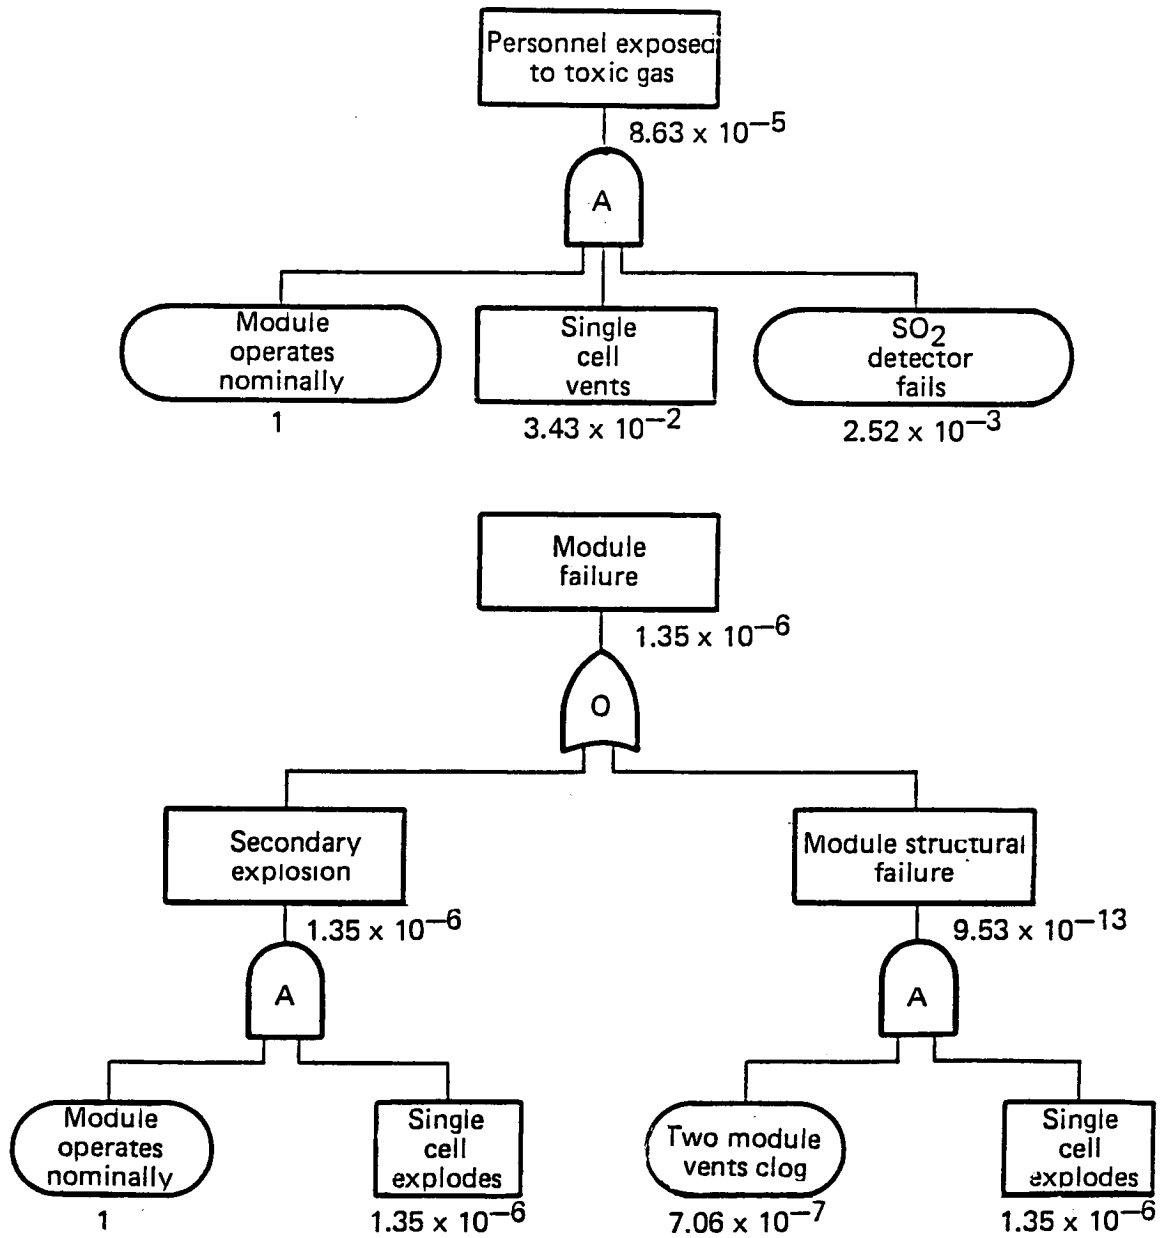 Personnel exposed
to toxic gas
8.63 x 10−5
A
Module
operates
nominally
1
Single
cell
vents
3.43 x 10−2
SO2
detector
fails
2.52 x 10−3
Module
failure
1.35 x 10−6
O
Secondary
explosion
1.35 x 10−6
A
Module structural
failure
9.53 x 10−13
A
Module
operates
nominally
1
Single
cell
explodes
1.35 x 10−6
Two module
vents clog
7.06 x 10−7
Single
cell
explodes
1.35 x 10−6